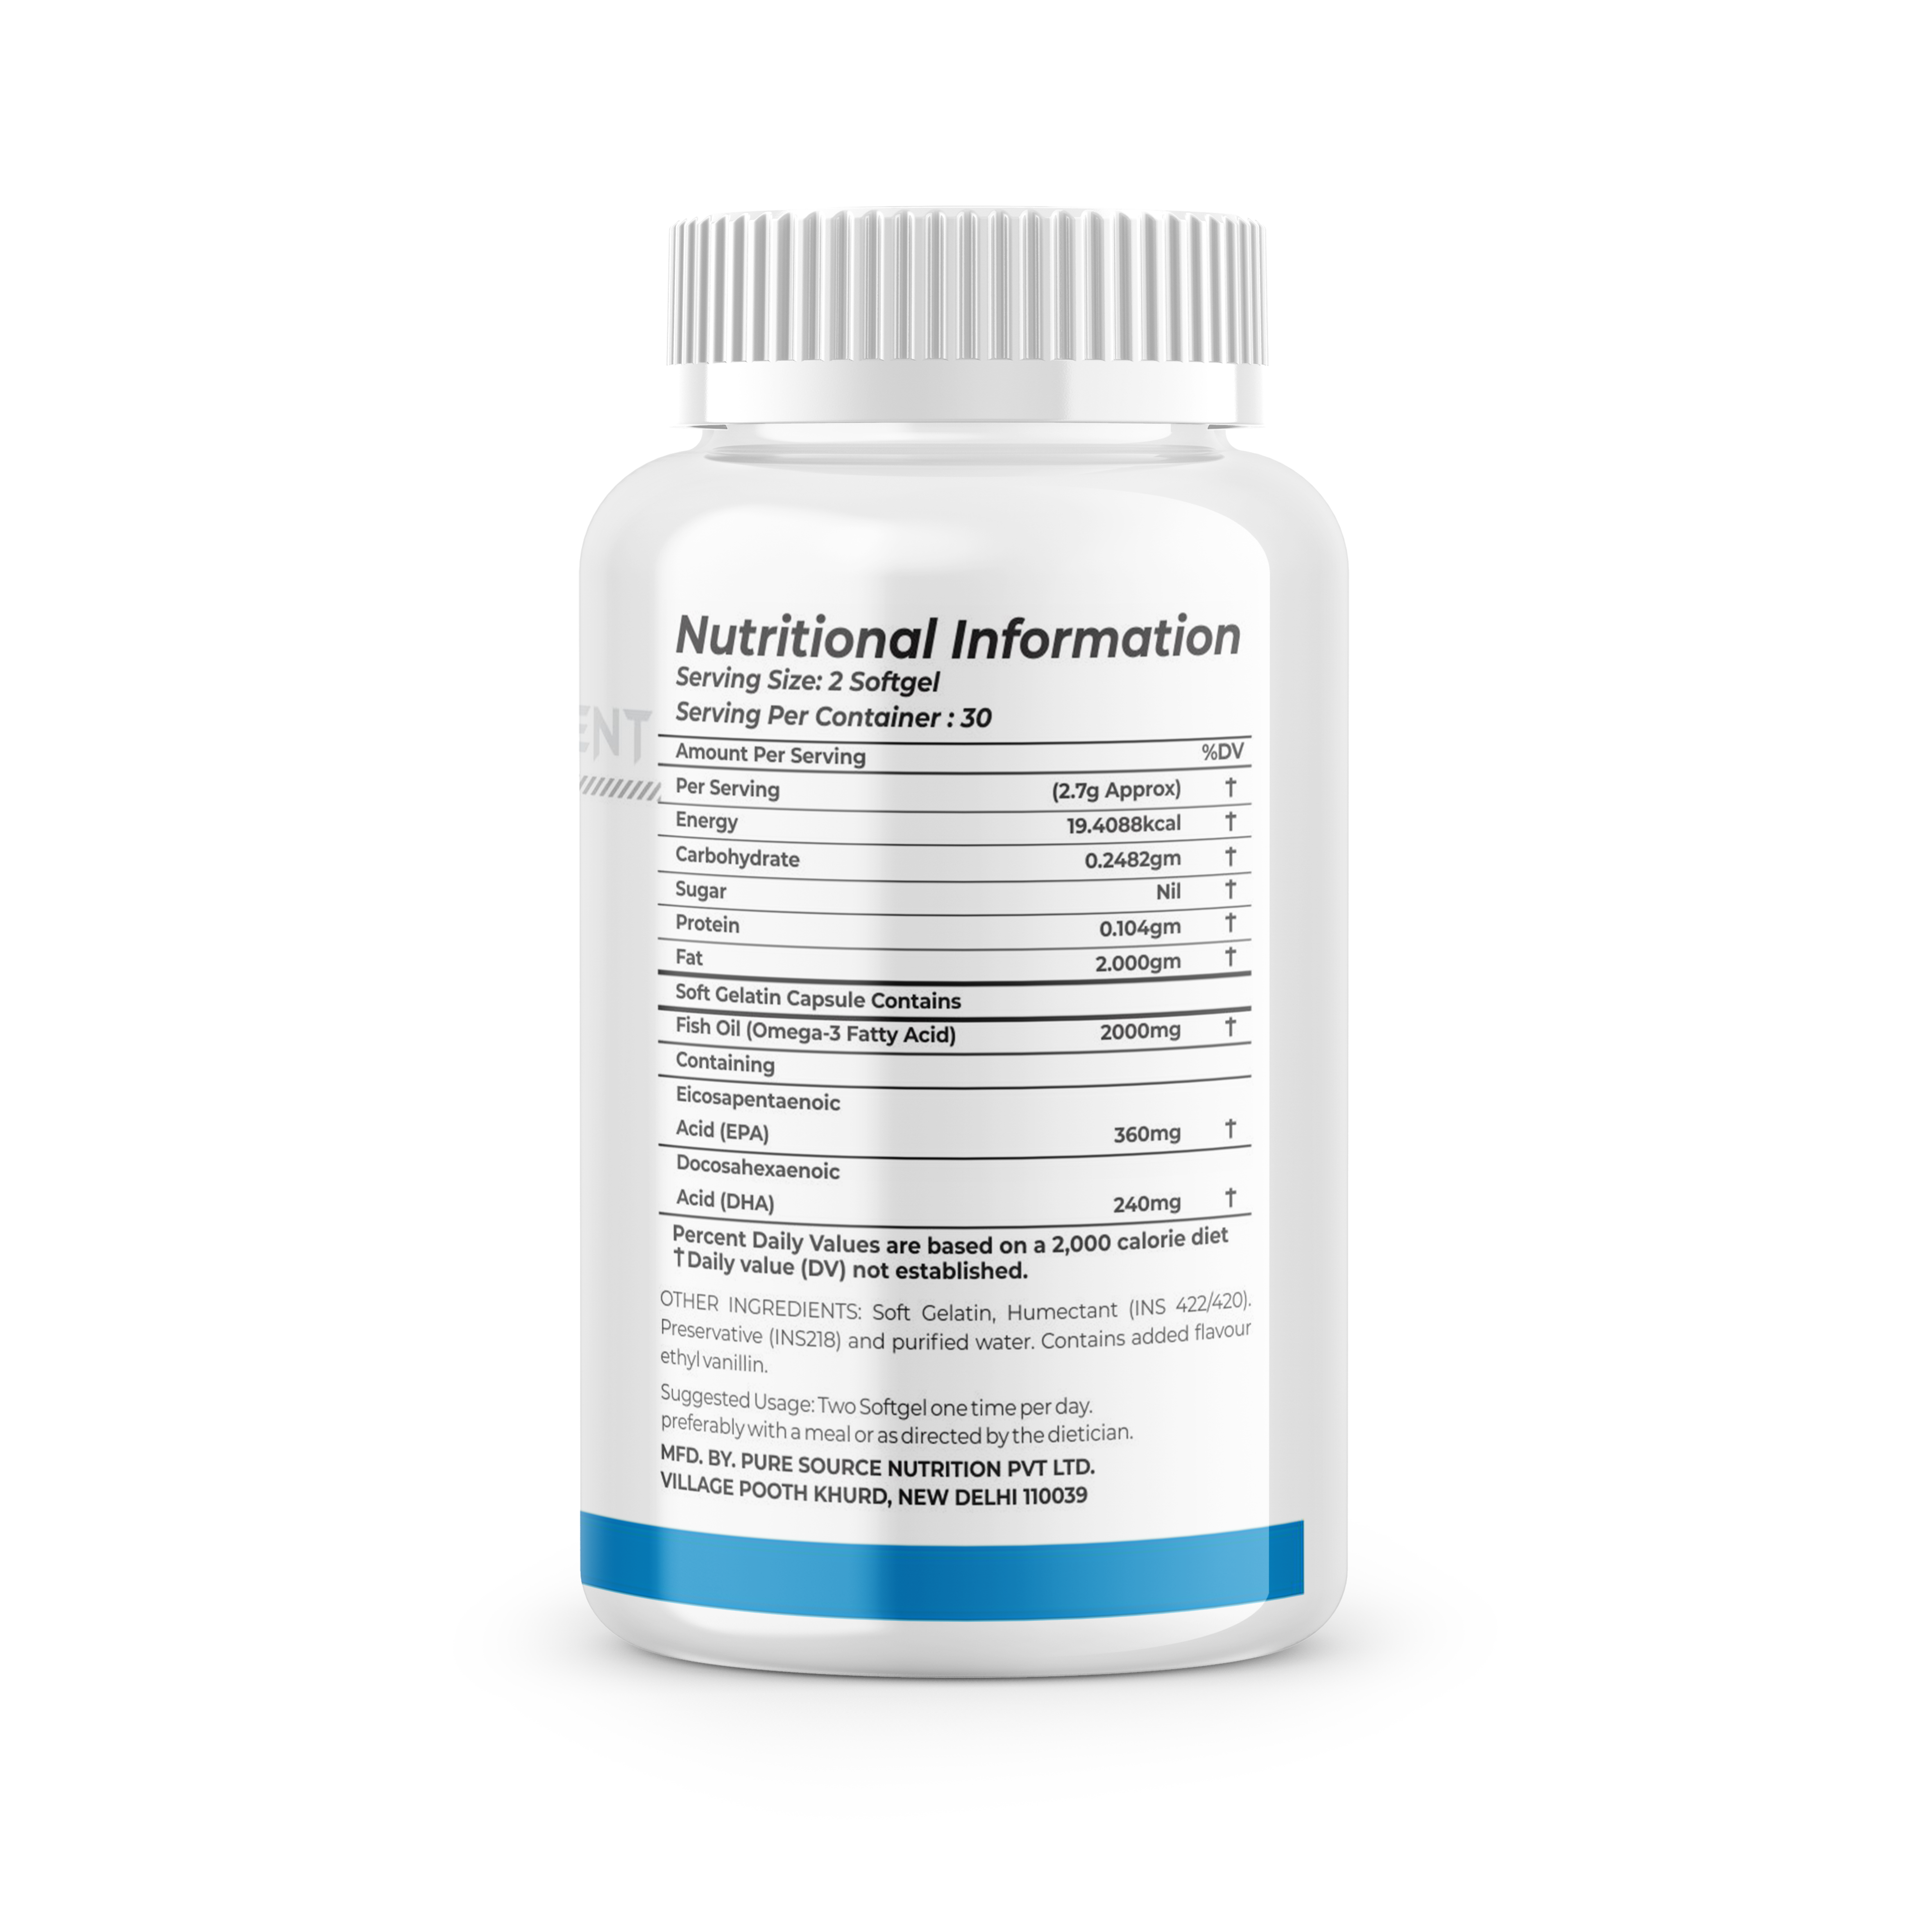 ENT
Nutritional Information
Serving Size: 2 Softgel
Serving Per Container : 30
Amount Per Serving %DV
Per Serving (2.7g Approx) †
Energy 19.4088kcal †
Carbohydrate 0.2482gm †
Sugar Nil †
Protein 0.104gm †
Fat 2.000gm †
Soft Gelatin Capsule Contains
Fish Oil (Omega-3 Fatty Acid) 2000mg †
Containing
Eicosapentaenoic
Acid (EPA) 360mg †
Docosahexaenoic
Acid (DHA) 240mg †
Percent Daily Values are based on a 2,000 calorie diet
†Daily value (DV) not established.
OTHER INGREDIENTS: Soft Gelatin, Humectant (INS 422/420).
Preservative (INS218) and purified water. Contains added flavour
ethyl vanillin.
Suggested Usage: Two Softgel one time per day.
preferably with a meal or as directed by the dietician.
MFD. BY. PURE SOURCE NUTRITION PVT LTD.
VILLAGE POOTH KHURD, NEW DELHI 110039